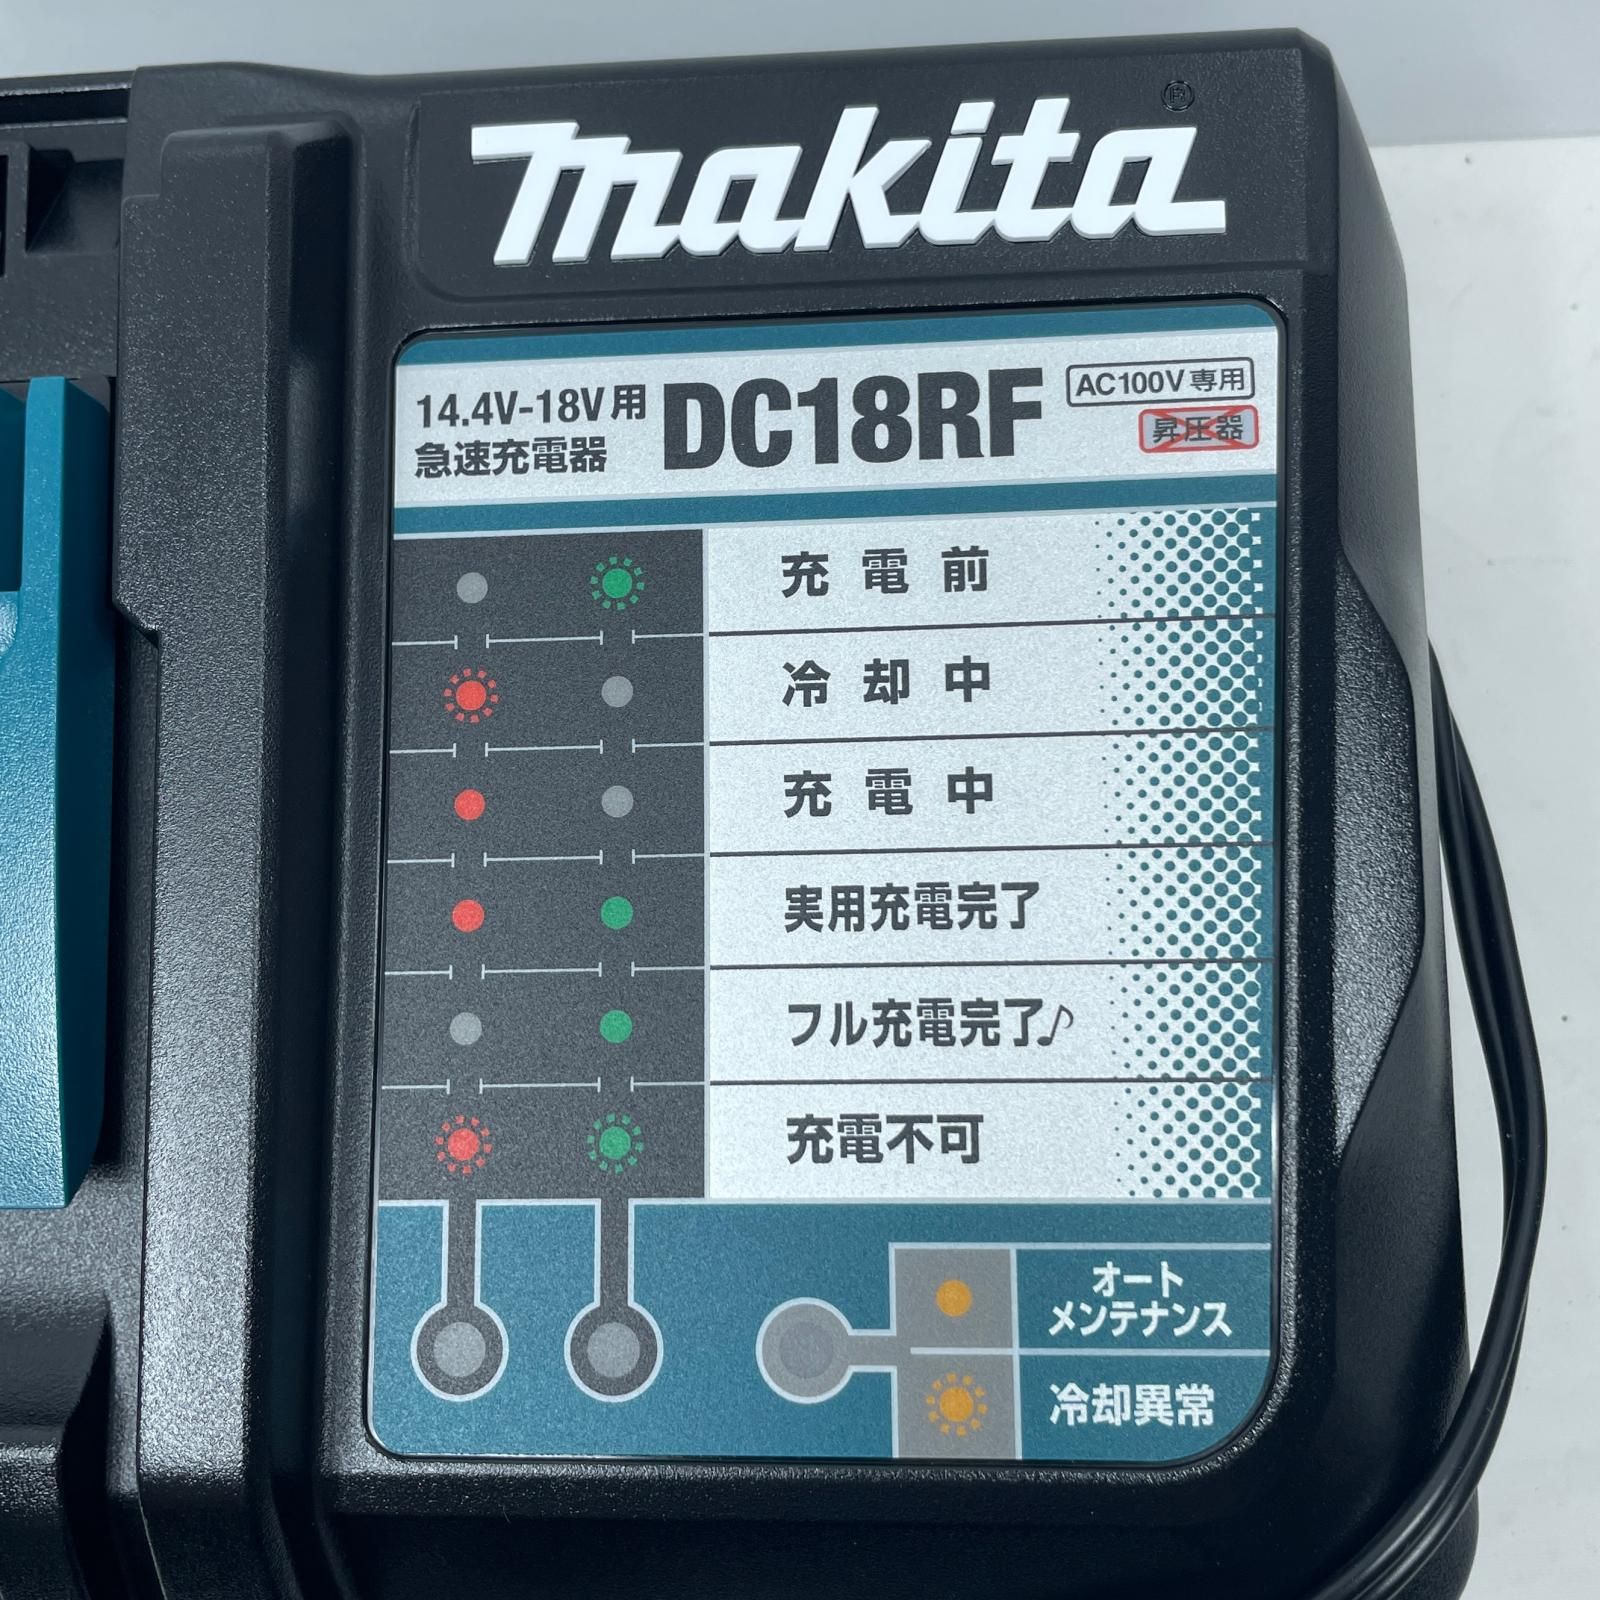 makita®
14.4V-18V用
急速充電器
DC18RF
AC100V専用
昇圧器
充電前
冷却中
充電中
実用充電完了
フル充電完了♪
充電不可
オート
メンテナンス
冷却異常